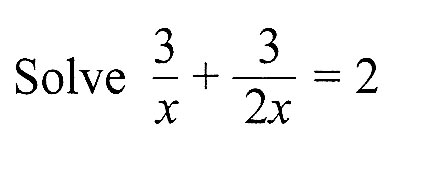 Solve 3/x + 3/2x = 2